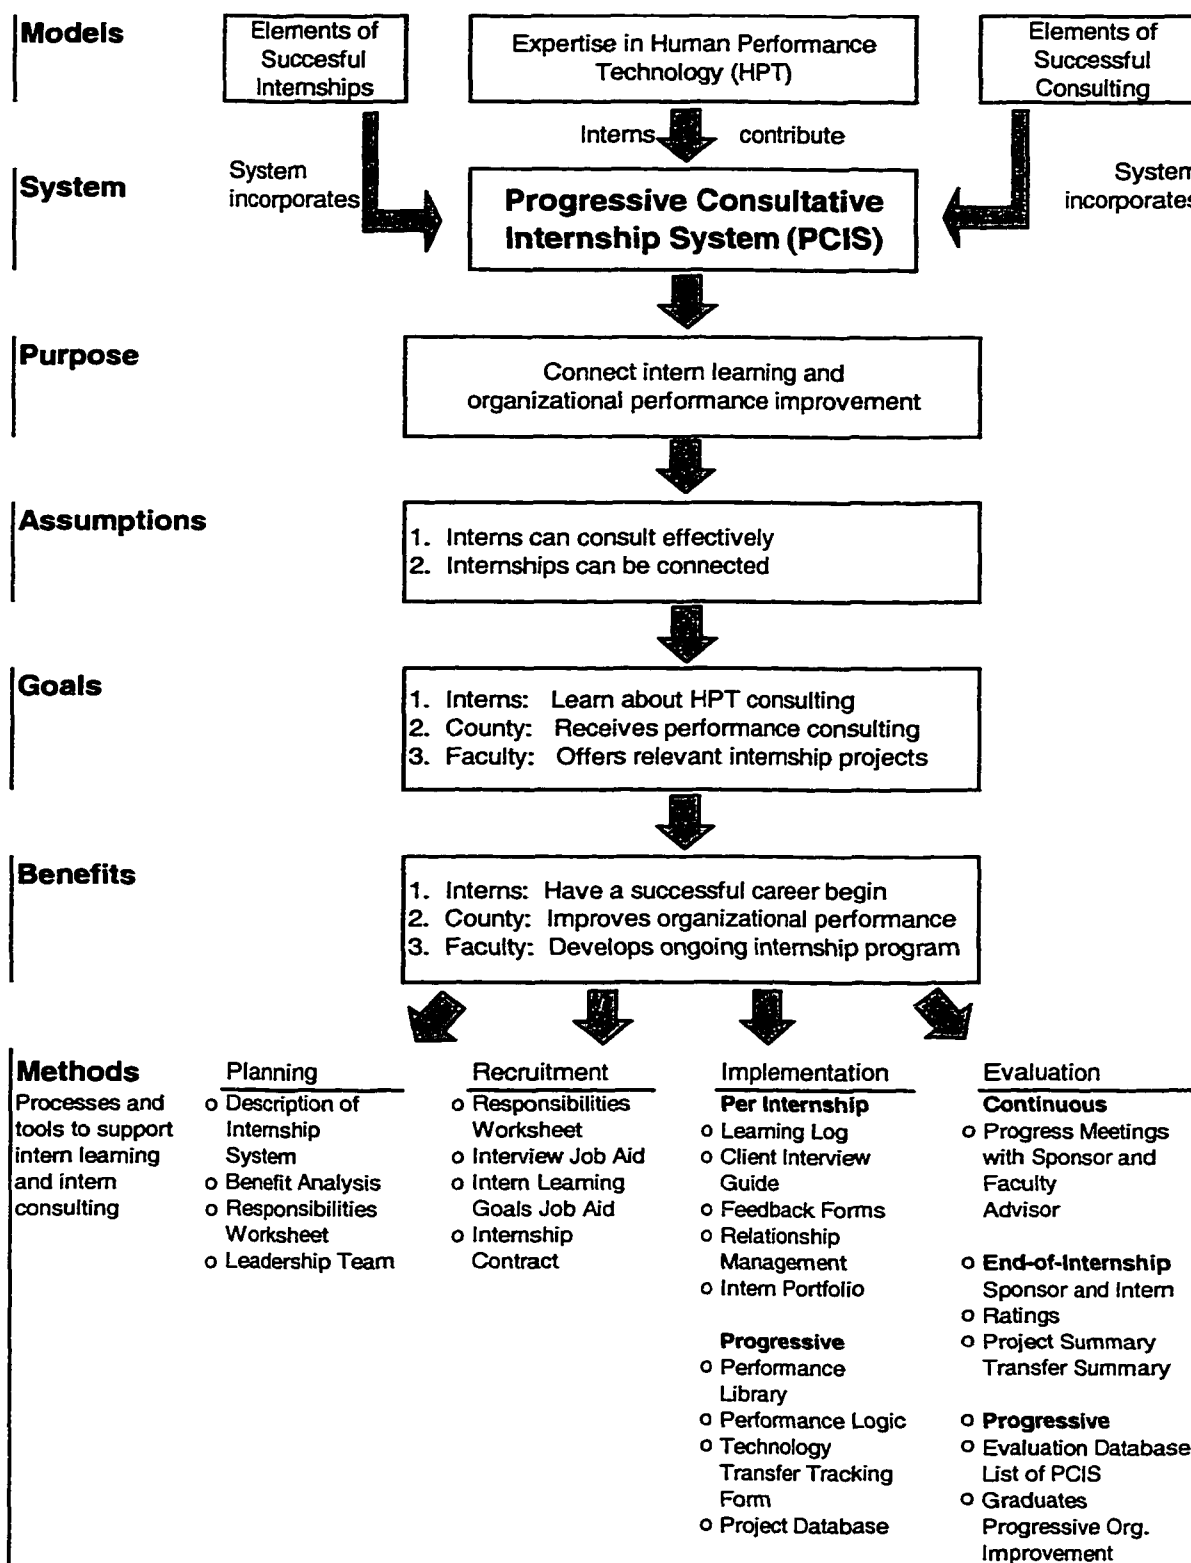 Models
Elements of
Succesful
Internships
Expertise in Human Performance
Technology (HPT)
Elements of
Successful
Consulting
Interns contribute
System
System
incorporates
Progressive Consultative
Internship System (PCIS)
System
incorporates
Purpose
Connect intern learning and
organizational performance improvement
Assumptions
1. Interns can consult effectively
2. Internships can be connected
Goals
1. Interns: Learn about HPT consulting
2. County: Receives performance consulting
3. Faculty: Offers relevant internship projects
Benefits
1. Interns: Have a successful career begin
2. County: Improves organizational performance
3. Faculty: Develops ongoing internship program
Methods
Processes and
tools to support
intern learning
and intern
consulting
Planning
o Description of
Internship
System
o Benefit Analysis
o Responsibilities
Worksheet
o Leadership Team
Recruitment
o Responsibilities
Worksheet
o Interview Job Aid
o Intern Learning
Goals Job Aid
o Internship
Contract
Implementation
Per Internship
o Learning Log
o Client Interview
Guide
o Feedback Forms
o Relationship
Management
o Intern Portfolio
Progressive
o Performance
Library
o Performance Logic
o Technology
Transfer Tracking
Form
o Project Database
Evaluation
Continuous
o Progress Meetings
with Sponsor and
Faculty
Advisor
o End-of-Internship
Sponsor and Intern
o Ratings
o Project Summary
Transfer Summary
o Progressive
o Evaluation Database
List of PCIS
o Graduates
Progressive Org.
Improvement